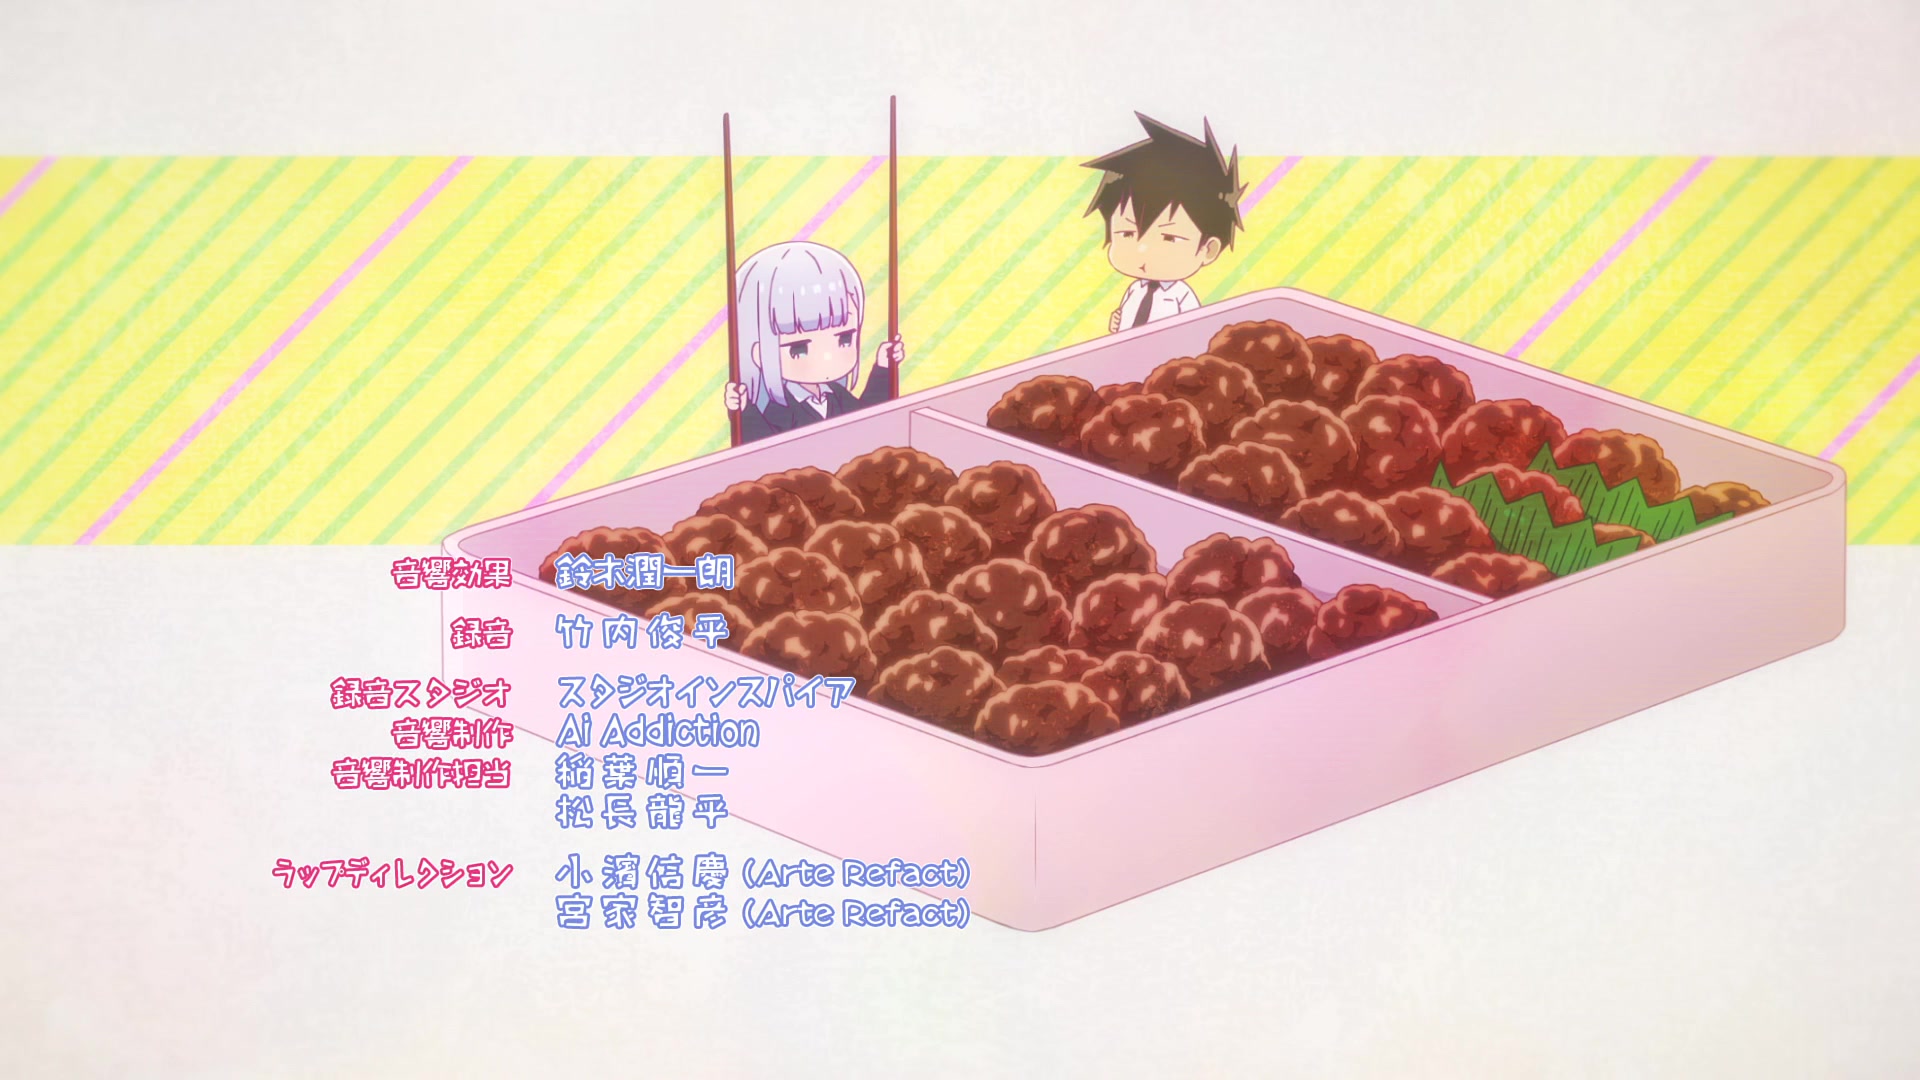 音響効果 鈴木潤一朗
録音 竹内俊平
録音スタジオ スタジオインスパイア
音響制作 Ai Addiction
音響制作担当 稲葉順一
松長龍平
ラップディレクション 小濱信慶 (Arte Refact)
宮家智彦 (Arte Refact)